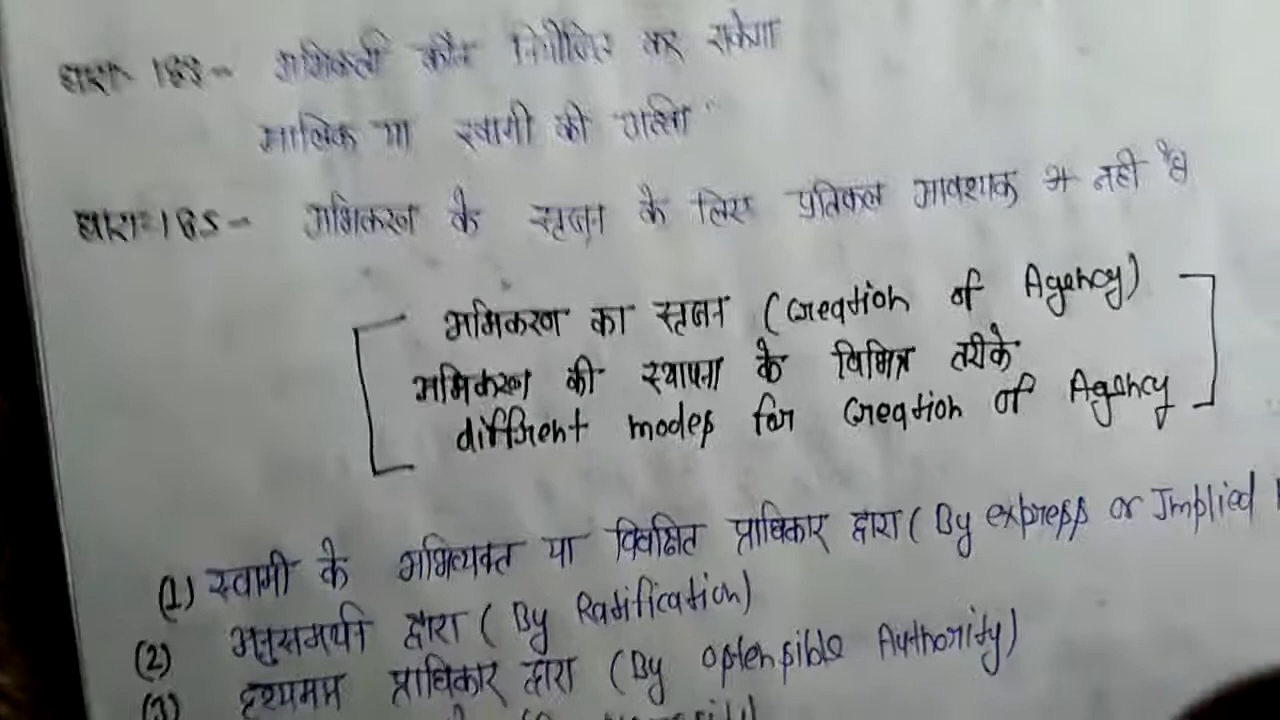 धारा- 183- अभिकर्ता कौन नियोजित कर सकेगा
मालिक या स्वामी की
धारा-185- अभिकरण के सृजन के लिए प्रतिफल आवश्यक नही है
अभिकरण का सृजन (Creation of Agency)
अभिकरण की स्थापना के विभिन्न तरीके
different modes for Creation of Agency
(1) स्वामी के अभिव्यक्त या विवक्षित प्राधिकार द्वारा (By express or Implied
(2) अनुसमर्थन द्वारा (By Ratification)
(3) दृश्यमान प्राधिकार द्वारा (By ostensible Authority)